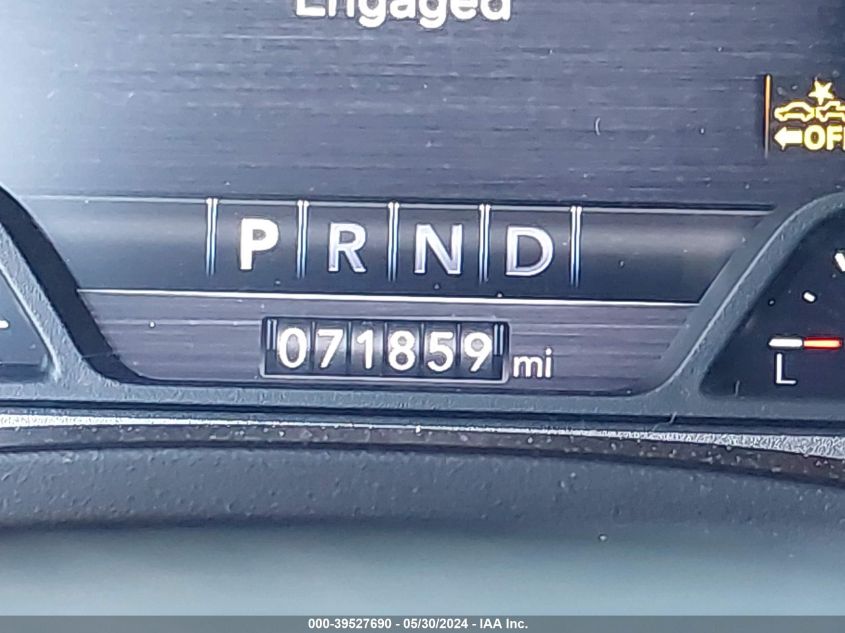 Engaged
OFF
P R N D
071859 mi
L
000-39527690 - 05/30/2024 - IAA Inc.